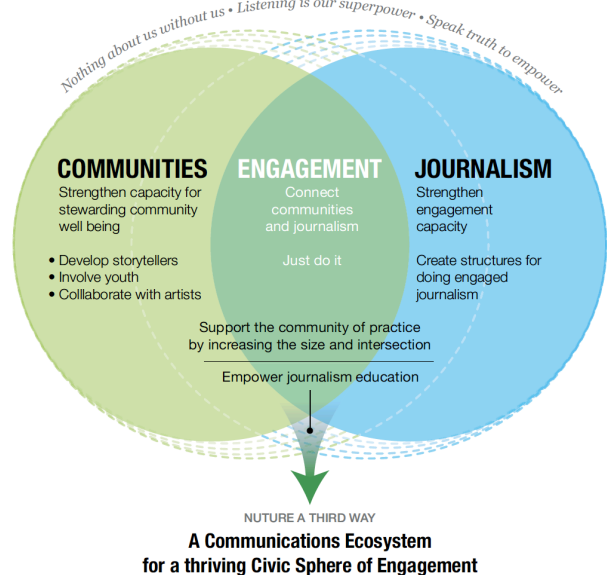 Nothing about us without us • Listening is our superpower • Speak truth to empower
COMMUNITIES
Strengthen capacity for
stewarding community
well being
• Develop storytellers
• Involve youth
• Colllaborate with artists
ENGAGEMENT
Connect
communities
and journalism
Just do it
JOURNALISM
Strengthen
engagement
capacity
Create structures for
doing engaged
journalism
Support the community of practice
by increasing the size and intersection
Empower journalism education
NUTURE A THIRD WAY
A Communications Ecosystem
for a thriving Civic Sphere of Engagement